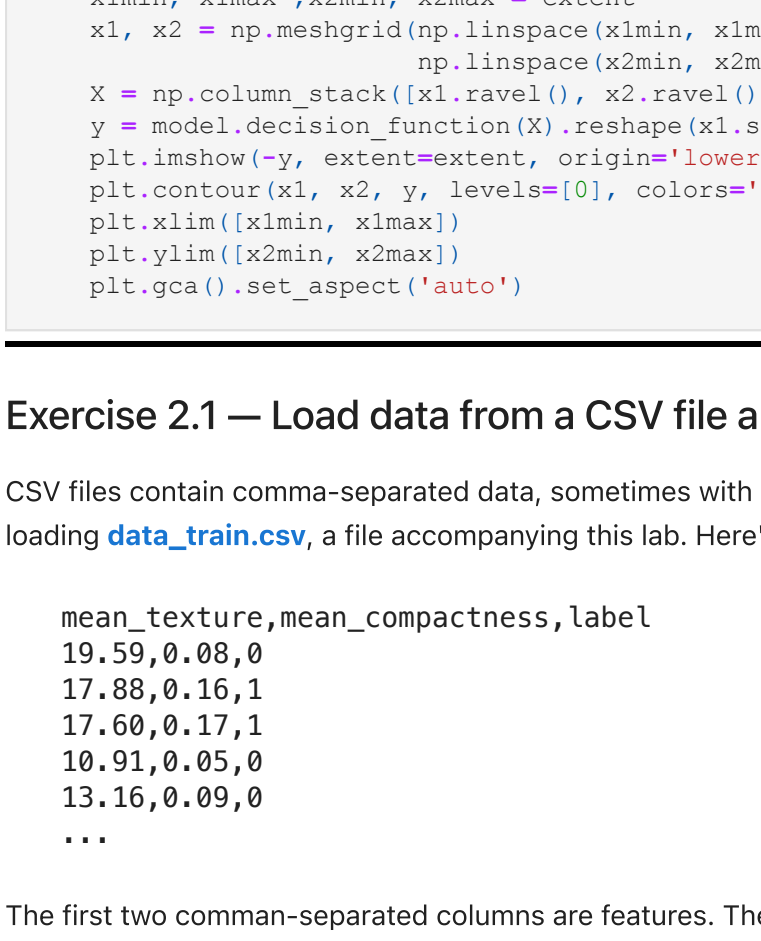 x1min, x1max ,x2min, x2max = extent
x1, x2 = np.meshgrid(np.linspace(x1min, x1m
np.linspace(x2min, x2m
X = np.column_stack([x1.ravel(), x2.ravel()
y = model.decision_function(X).reshape(x1.s
plt.imshow(-y, extent=extent, origin='lower
plt.contour(x1, x2, y, levels=[0], colors='
plt.xlim([x1min, x1max])
plt.ylim([x2min, x2max])
plt.gca().set_aspect('auto')
Exercise 2.1 — Load data from a CSV file a
CSV files contain comma-separated data, sometimes with
loading data_train.csv, a file accompanying this lab. Here'
mean_texture,mean_compactness,label
19.59,0.08,0
17.88,0.16,1
17.60,0.17,1
10.91,0.05,0
13.16,0.09,0
...
The first two comman-separated columns are features. The